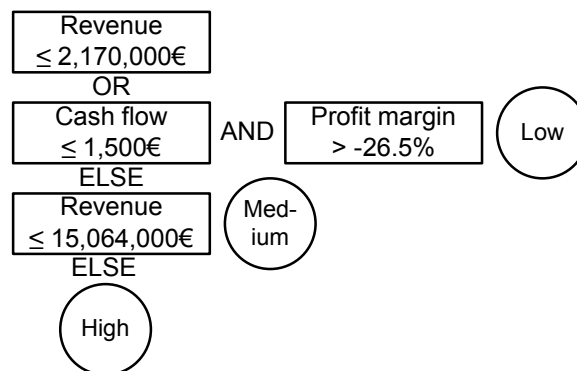 Revenue
≤ 2,170,000€
OR
Cash flow
≤ 1,500€
AND
Profit margin
> -26.5%
Low
ELSE
Revenue
≤ 15,064,000€
Med-
ium
ELSE
High